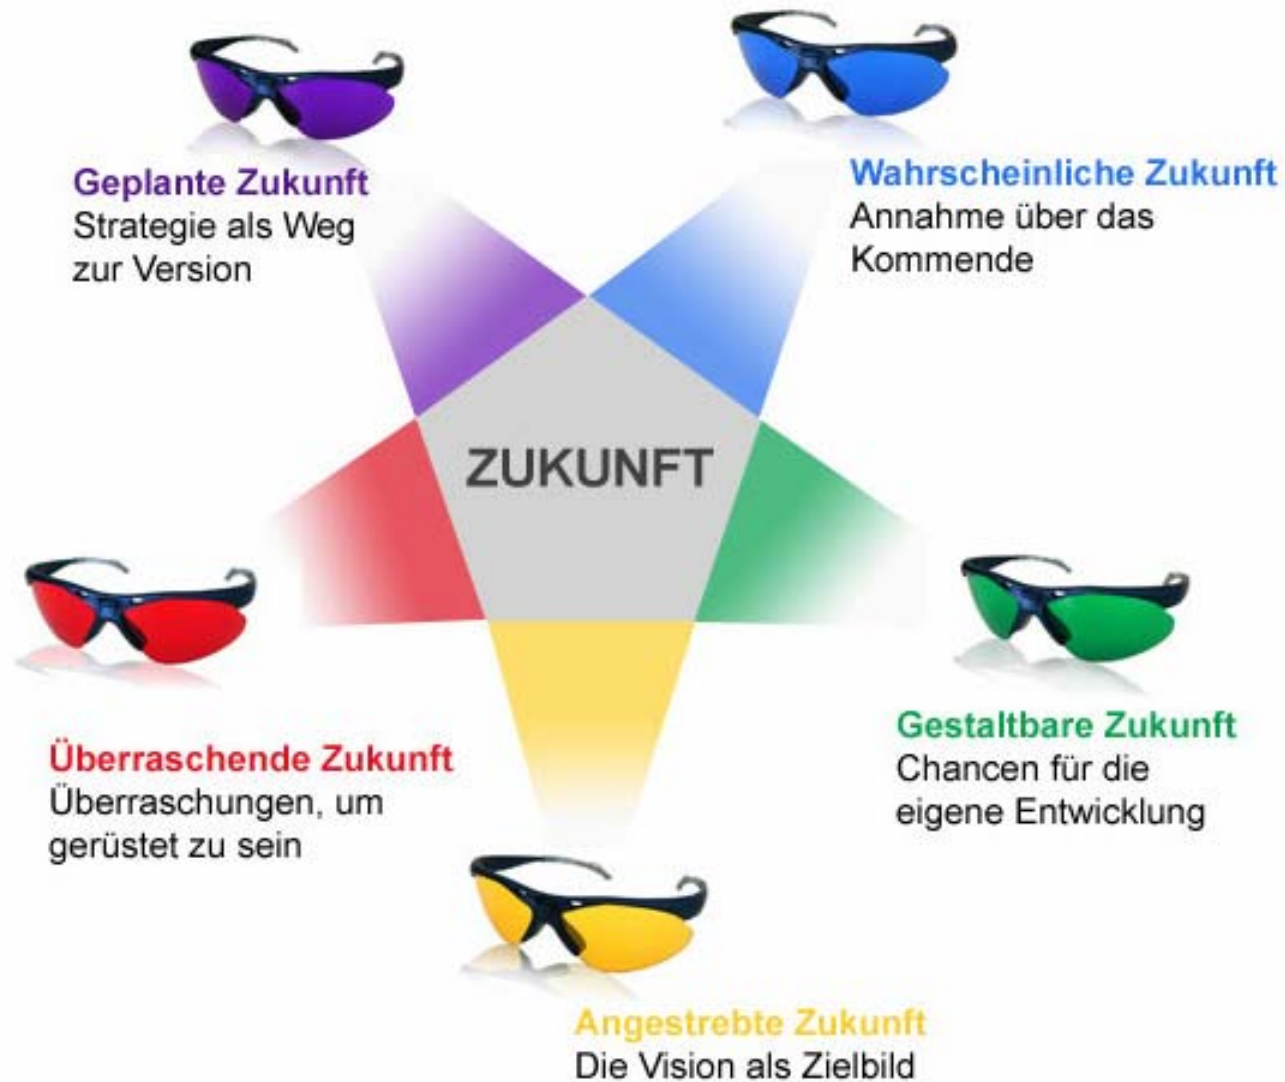 Geplante Zukunft
Strategie als Weg
zur Version
Wahrscheinliche Zukunft
Annahme über das
Kommende
ZUKUNFT
Überraschende Zukunft
Überraschungen, um
gerüstet zu sein
Gestaltbare Zukunft
Chancen für die
eigene Entwicklung
Angestrebte Zukunft
Die Vision als Zielbild